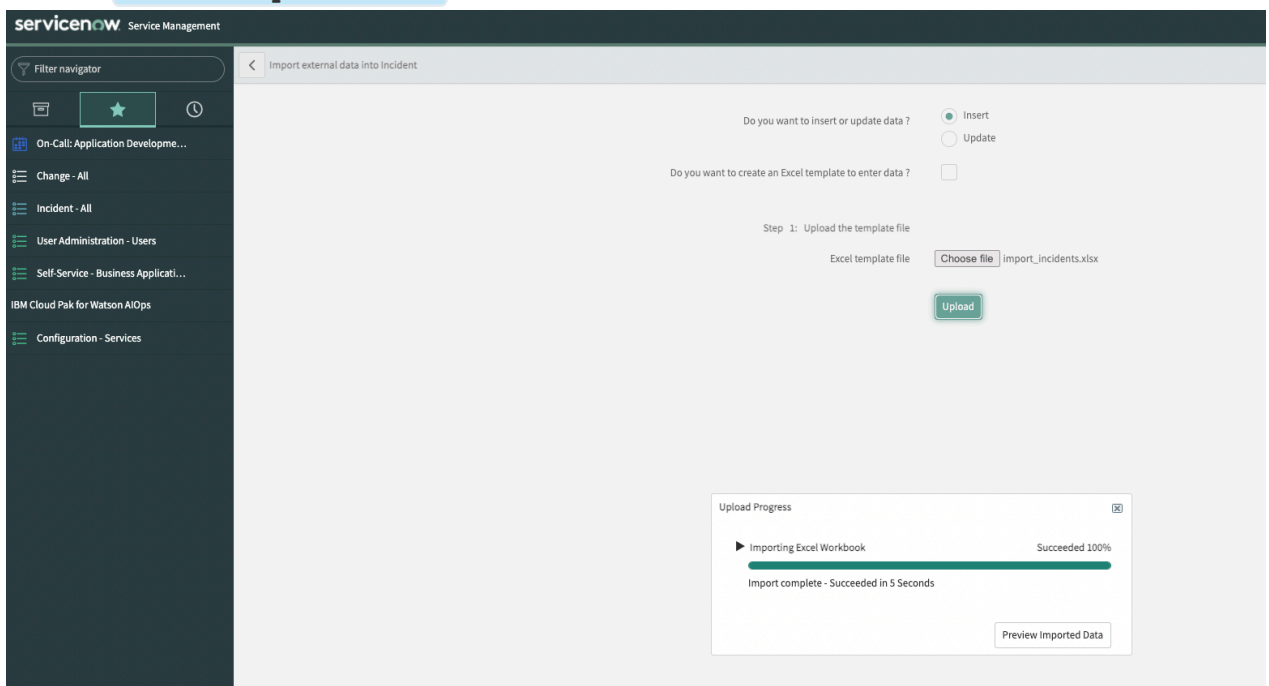 servicenow Service Management
Filter navigator
Import external data into Incident
On-Call: Application Developme...
Change - All
Incident - All
User Administration - Users
Self-Service - Business Applicati...
IBM Cloud Pak for Watson AIOps
Configuration - Services
Do you want to insert or update data ?
Insert
Update
Do you want to create an Excel template to enter data ?
Step 1: Upload the template file
Excel template file
Choose file import_incidents.xlsx
Upload
Upload Progress
Importing Excel Workbook Succeeded 100%
Import complete - Succeeded in 5 Seconds
Preview Imported Data